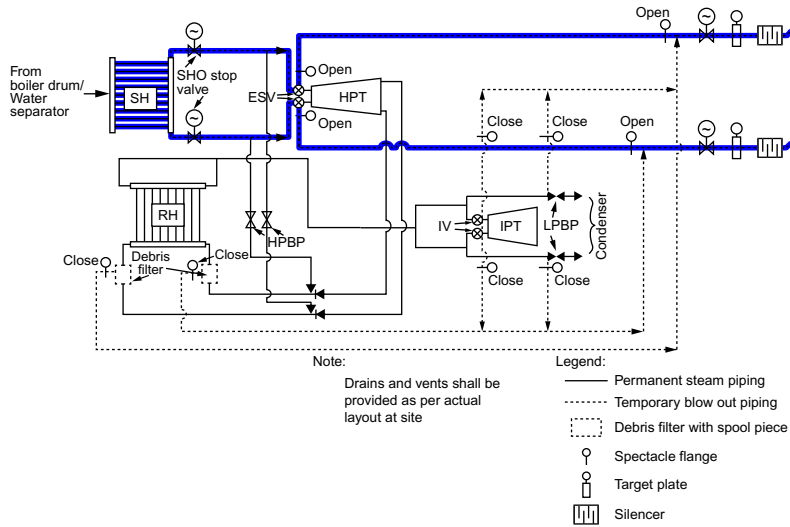 Open
From
boiler drum/
Water
separator
SH
SHO stop
valve
ESV
Open
HPT
Open
Close
Close
Open
RH
HPBP
IV
IPT
LPBP
Condenser
Close
Debris
filter
Close
Close
Close
Note:
Drains and vents shall be
provided as per actual
layout at site
Legend:
Permanent steam piping
Temporary blow out piping
Debris filter with spool piece
Spectacle flange
Target plate
Silencer
Silencer
Silencer